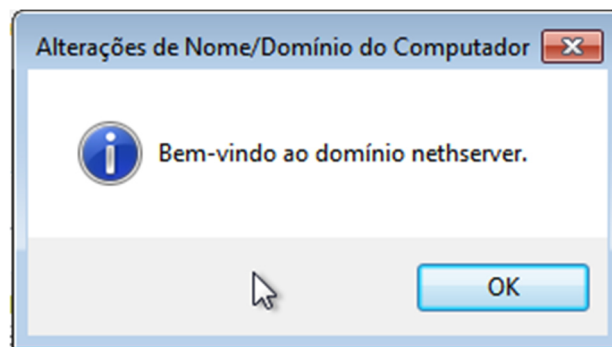 Alterações de Nome/Domínio do Computador
Bem-vindo ao domínio nethserver.
OK